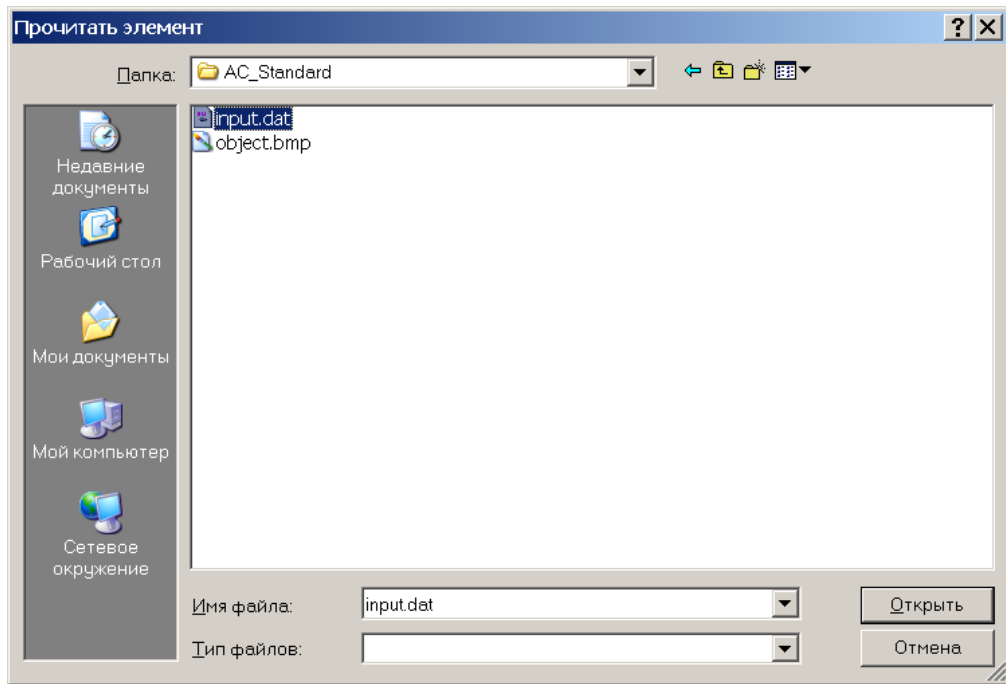 Прочитать элемент
Папка: AC_Standard
input.dat
object.bmp
Недавние
документы
Рабочий стол
Мои документы
Мой компьютер
Сетевое
окружение
Имя файла: input.dat Открыть
Тип файлов: Отмена